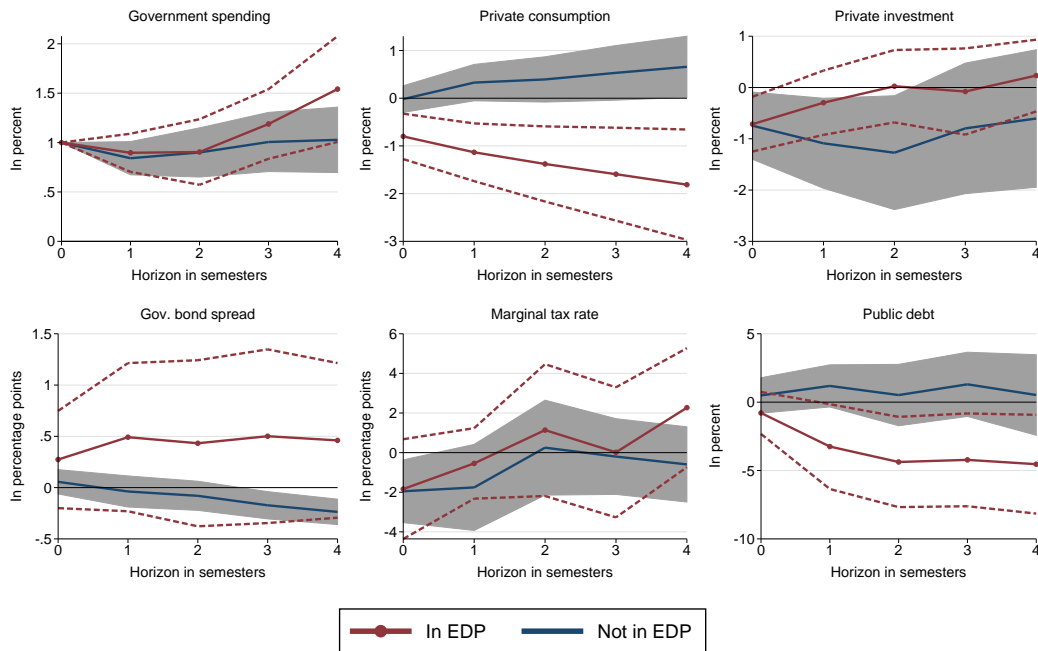 Government spending
In percent
2
1.5
1
.5
0
0 1 2 3 4
Horizon in semesters
Private consumption
In percent
1
0
-1
-2
-3
0 1 2 3 4
Horizon in semesters
Private investment
In percent
1
0
-1
-2
-3
0 1 2 3 4
Horizon in semesters
Gov. bond spread
In percentage points
1.5
1
.5
0
-.5
0 1 2 3 4
Horizon in semesters
Marginal tax rate
In percentage points
6
4
2
0
-2
-4
0 1 2 3 4
Horizon in semesters
Public debt
In percent
5
0
-5
-10
0 1 2 3 4
Horizon in semesters
In EDP Not in EDP